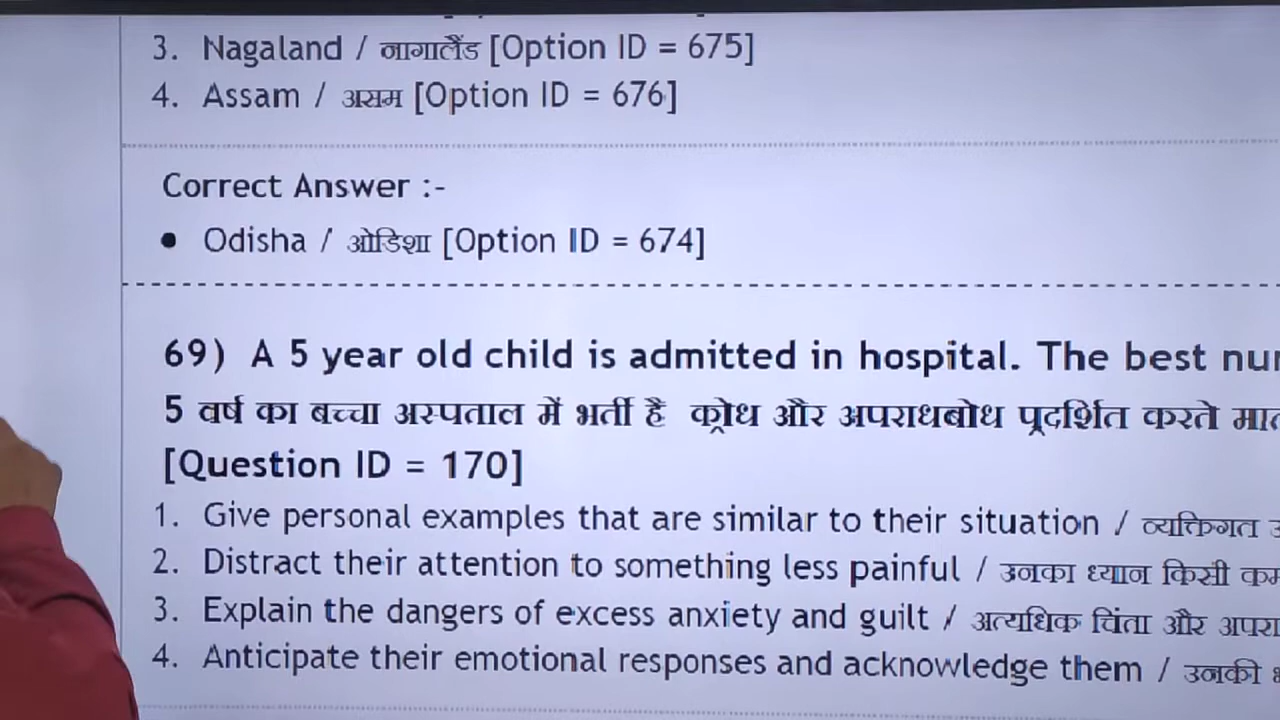 3. Nagaland / नागालैंड [Option ID = 675]
4. Assam / असम [Option ID = 676]
Correct Answer :-
• Odisha / ओडिशा [Option ID = 674]
69) A 5 year old child is admitted in hospital. The best
5 वर्ष का बच्चा अस्पताल में भर्ती है क्रोध और अपराधबोध प्रदर्शित करते
[Question ID = 170]
1. Give personal examples that are similar to their situation / व्यक्तिगत
2. Distract their attention to something less painful / उनका ध्यान किसी कम
3. Explain the dangers of excess anxiety and guilt / अत्यधिक चिंता और
4. Anticipate their emotional responses and acknowledge them / उनकी